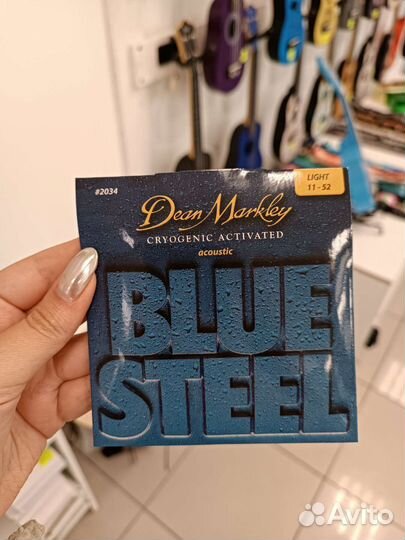 #2034
LIGHT
11 - 52
Dean Markley
CRYOGENIC ACTIVATED
acoustic
BLUE
STEEL
Avito